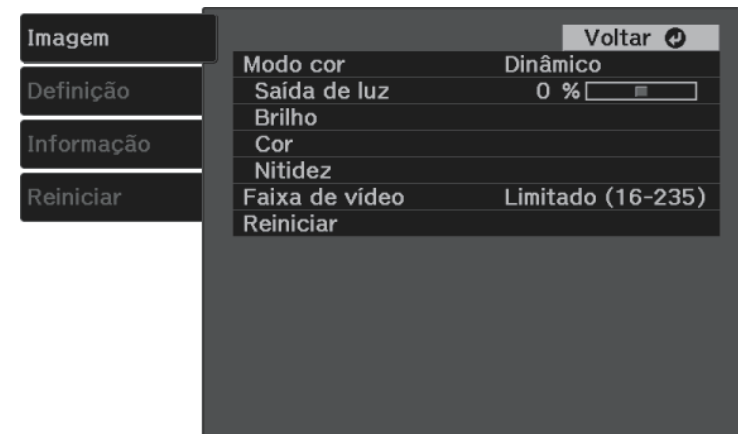 Imagem
Definição
Informação
Reiniciar
Voltar
Modo cor Dinâmico
Saída de luz 0 %
Brilho
Cor
Nitidez
Faixa de vídeo Limitado (16-235)
Reiniciar